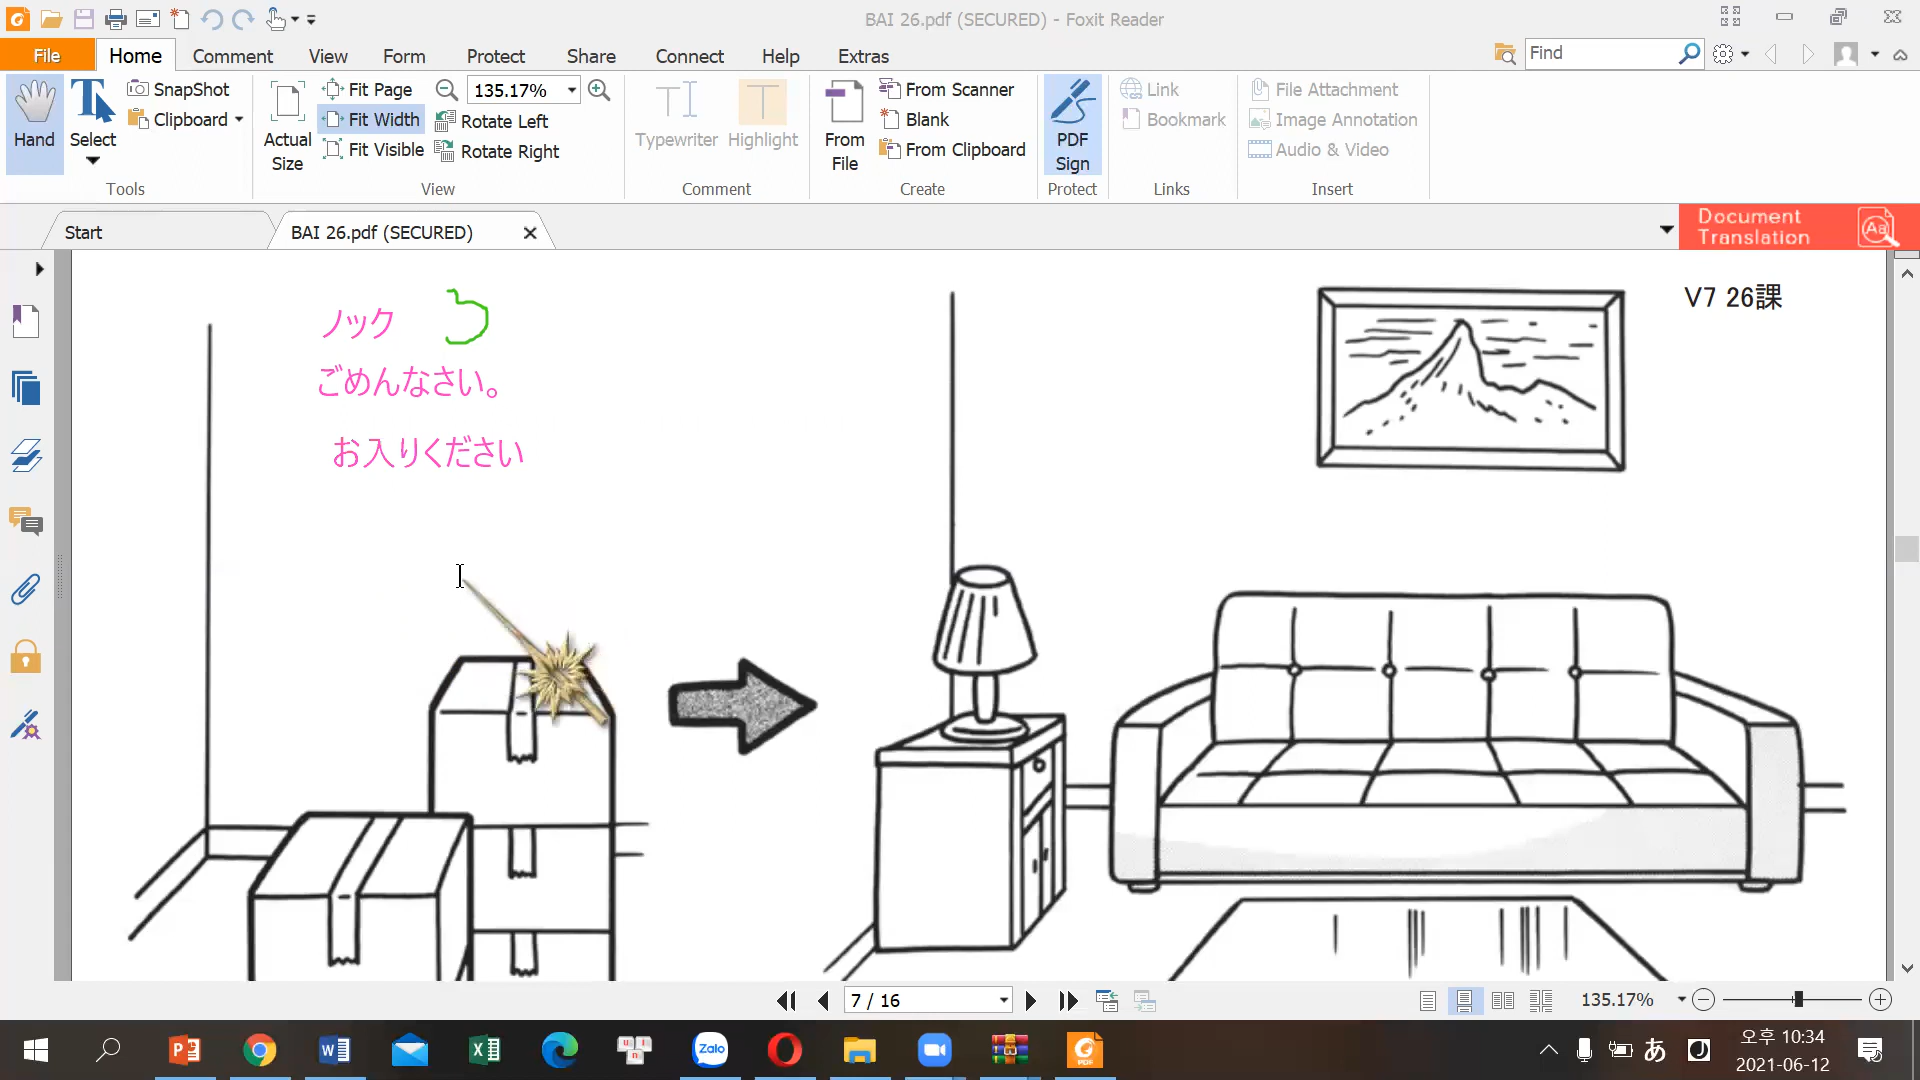 BAI 26.pdf (SECURED) - Foxit Reader
File Home Comment View Form Protect Share Connect Help Extras
Find
Hand
Select
SnapShot
Clipboard
Tools
Actual Size
Fit Page
Fit Width
Fit Visible
135.17%
Rotate Left
Rotate Right
View
Typewriter
Highlight
Comment
From File
From Scanner
Blank
From Clipboard
Create
PDF Sign
Protect
Link
Bookmark
Links
File Attachment
Image Annotation
Audio & Video
Insert
Start
BAI 26.pdf (SECURED)
Document
Translation
V7 26課
ノック
ごめんなさい。
お入りください
7 / 16
135.17%
Zalo
あ
오후 10:34
2021-06-12